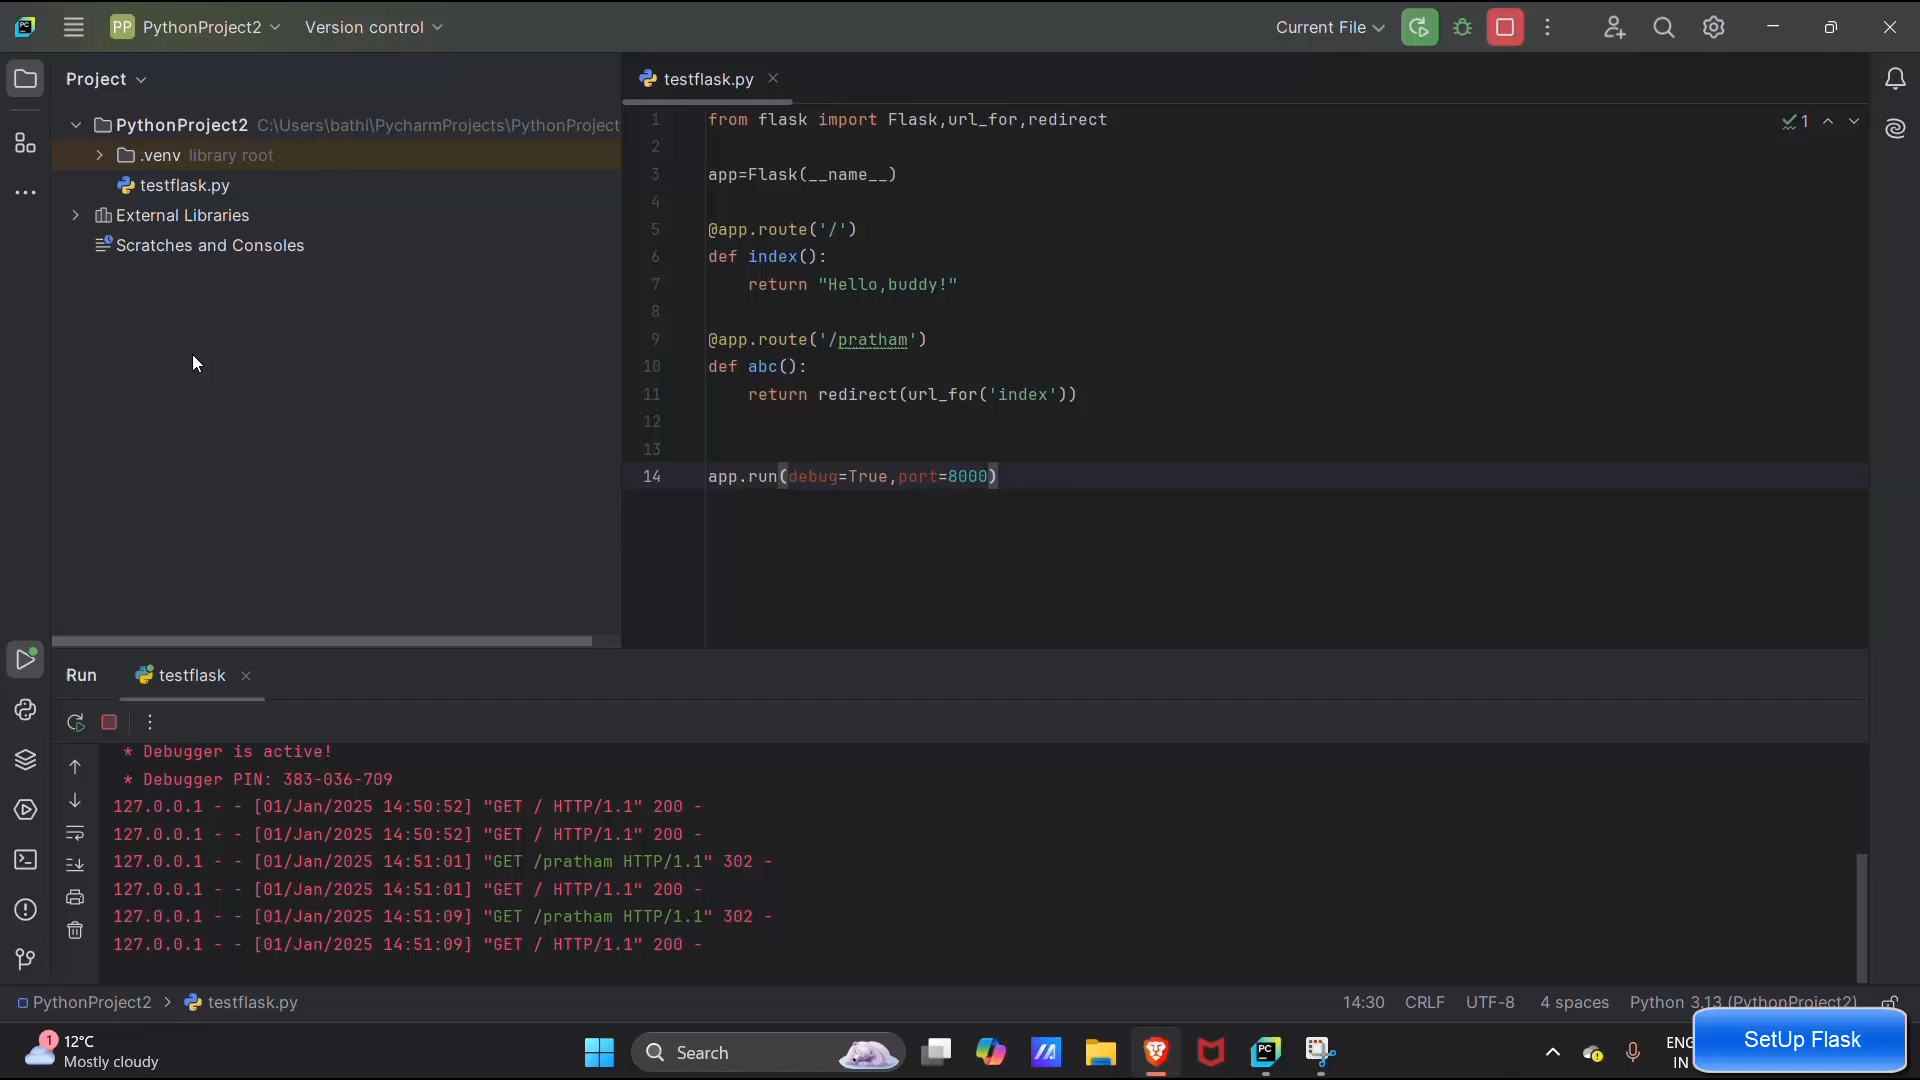 PP PythonProject2 Version control Current File
Project
testflask.py
PythonProject2 C:\Users\bathl\PycharmProjects\PythonProject
.venv library root
testflask.py
External Libraries
Scratches and Consoles
1 from flask import Flask,url_for,redirect 1
2
3 app=Flask(__name__)
4
5 @app.route('/')
6 def index():
7 return "Hello,buddy!"
8
9 @app.route('/pratham')
10 def abc():
11 return redirect(url_for('index'))
12
13
14 app.run(debug=True,port=8000)
Run testflask
* Debugger is active!
* Debugger PIN: 383-036-709
127.0.0.1 - - [01/Jan/2025 14:50:52] "GET / HTTP/1.1" 200 -
127.0.0.1 - - [01/Jan/2025 14:50:52] "GET / HTTP/1.1" 200 -
127.0.0.1 - - [01/Jan/2025 14:51:01] "GET /pratham HTTP/1.1" 302 -
127.0.0.1 - - [01/Jan/2025 14:51:01] "GET / HTTP/1.1" 200 -
127.0.0.1 - - [01/Jan/2025 14:51:09] "GET /pratham HTTP/1.1" 302 -
127.0.0.1 - - [01/Jan/2025 14:51:09] "GET / HTTP/1.1" 200 -
PythonProject2 > testflask.py 14:30 CRLF UTF-8 4 spaces Python 3.13 (PythonProject2)
1 12°C
Mostly cloudy
Search
ENG
IN
SetUp Flask